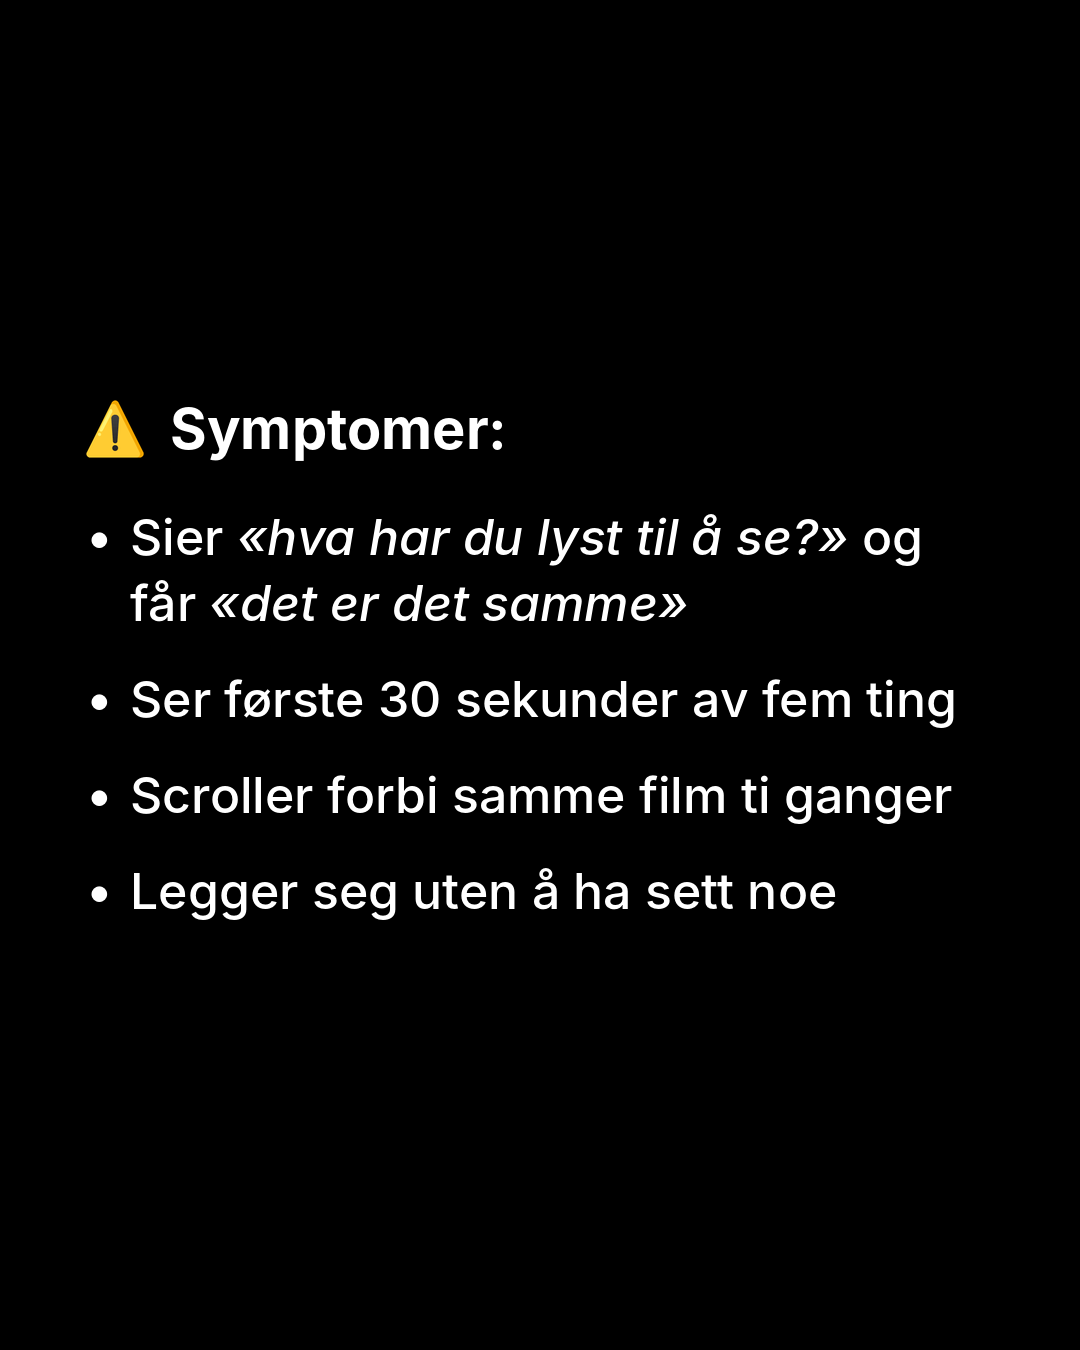 ⚠️ Symptomer:
• Sier «hva har du lyst til å se?» og
får «det er det samme»
• Ser første 30 sekunder av fem ting
• Scroller forbi samme film ti ganger
• Legger seg uten å ha sett noe